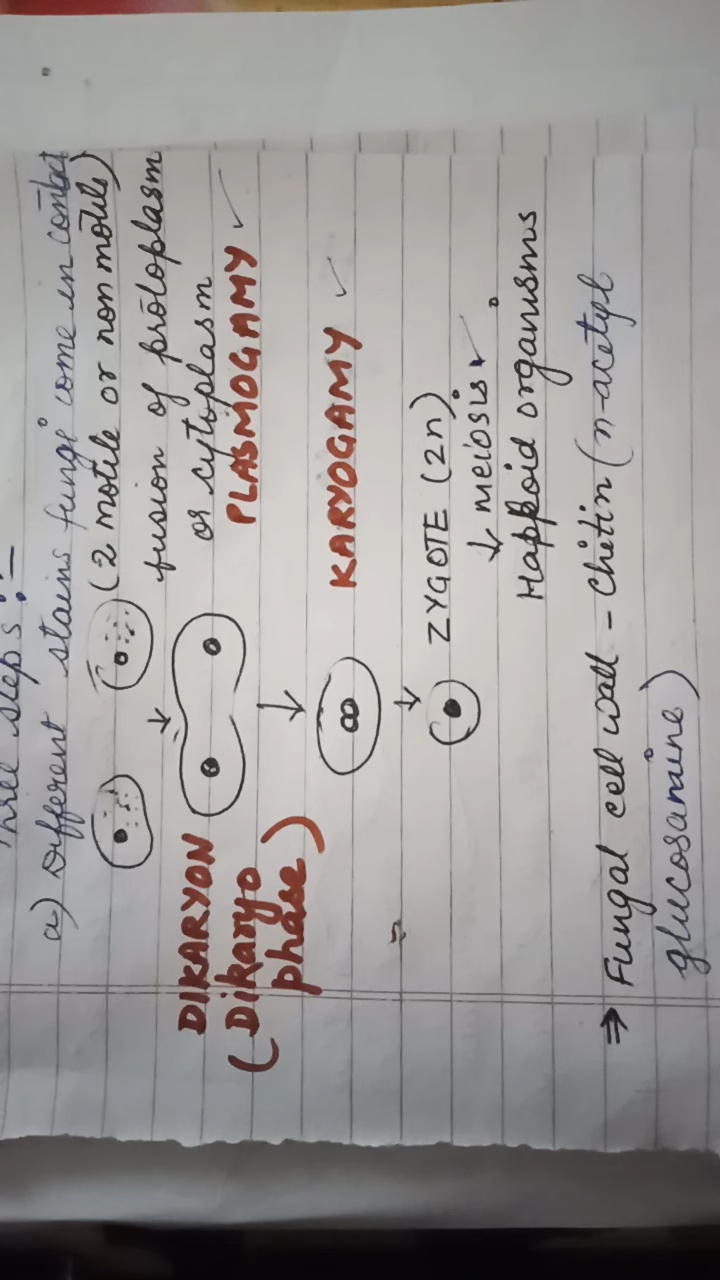 Three steps :-
a) Different stains fungi come in contact
(2 motile or non motile)
fusion of protoplasm
or cytoplasm
PLASMOGAMY ✓
DIKARYON
(Dikaryo
phase)
KARYOGAMY ✓
ZYGOTE (2n)
↓ meiosis
Haploid organisms
⇒ Fungal cell wall - Chitin (n-acetyl
glucosamine)